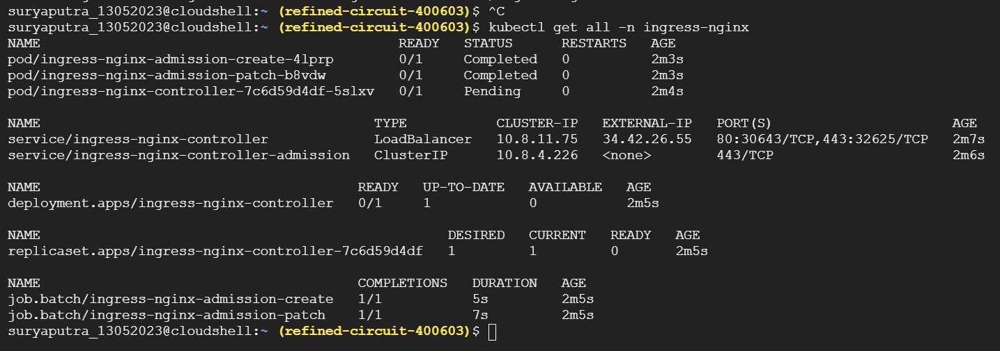 suryaputra_13052023@cloudshell:~ (refined-circuit-400603)$ ^C
suryaputra_13052023@cloudshell:~ (refined-circuit-400603)$ kubectl get all -n ingress-nginx
NAME READY STATUS RESTARTS AGE
pod/ingress-nginx-admission-create-4lprp 0/1 Completed 0 2m3s
pod/ingress-nginx-admission-patch-b8vdw 0/1 Completed 0 2m3s
pod/ingress-nginx-controller-7c6d59d4df-5slxv 0/1 Pending 0 2m4s
NAME TYPE CLUSTER-IP EXTERNAL-IP PORT(S) AGE
service/ingress-nginx-controller LoadBalancer 10.8.11.75 34.42.26.55 80:30643/TCP,443:32625/TCP 2m7s
service/ingress-nginx-controller-admission ClusterIP 10.8.4.226 <none> 443/TCP 2m6s
NAME READY UP-TO-DATE AVAILABLE AGE
deployment.apps/ingress-nginx-controller 0/1 1 0 2m5s
NAME DESIRED CURRENT READY AGE
replicaset.apps/ingress-nginx-controller-7c6d59d4df 1 1 0 2m5s
NAME COMPLETIONS DURATION AGE
job.batch/ingress-nginx-admission-create 1/1 5s 2m5s
job.batch/ingress-nginx-admission-patch 1/1 7s 2m5s
suryaputra_13052023@cloudshell:~ (refined-circuit-400603)$